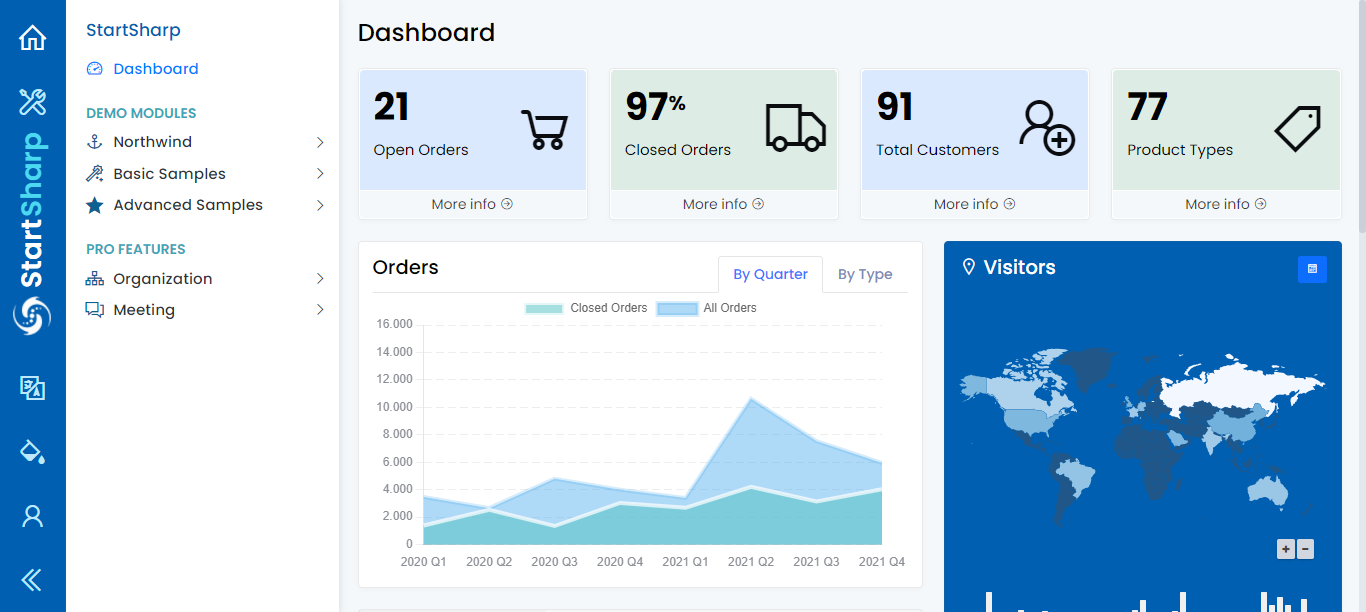 StartSharp
StartSharp
Dashboard
DEMO MODULES
Northwind
Basic Samples
Advanced Samples
PRO FEATURES
Organization
Meeting
Dashboard
21
Open Orders
More info
97%
Closed Orders
More info
91
Total Customers
More info
77
Product Types
More info
Orders
By Quarter
By Type
Closed Orders
All Orders
16.000
14.000
12.000
10.000
8.000
6.000
4.000
2.000
0
2020 Q1
2020 Q2
2020 Q3
2020 Q4
2021 Q1
2021 Q2
2021 Q3
2021 Q4
Visitors
+
−